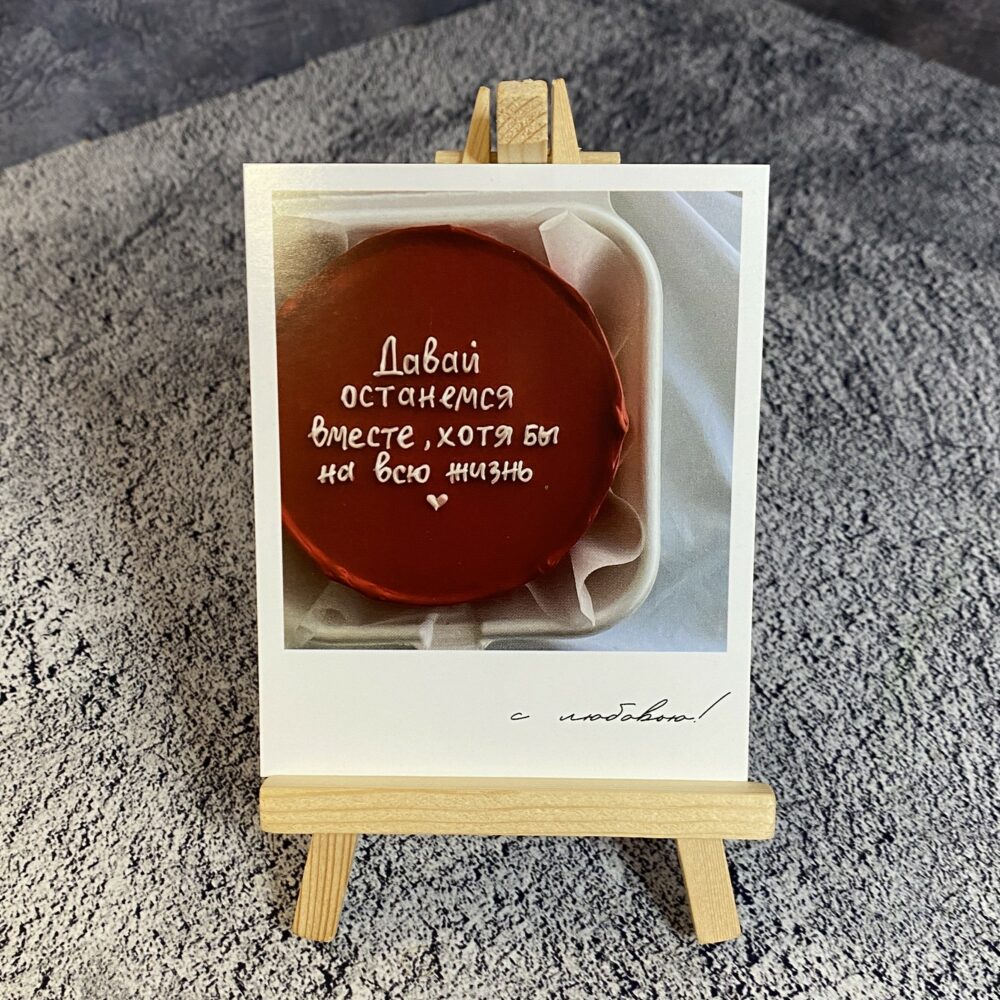 Давай
останемся
вместе, хотя бы
на всю жизнь
с любовью!